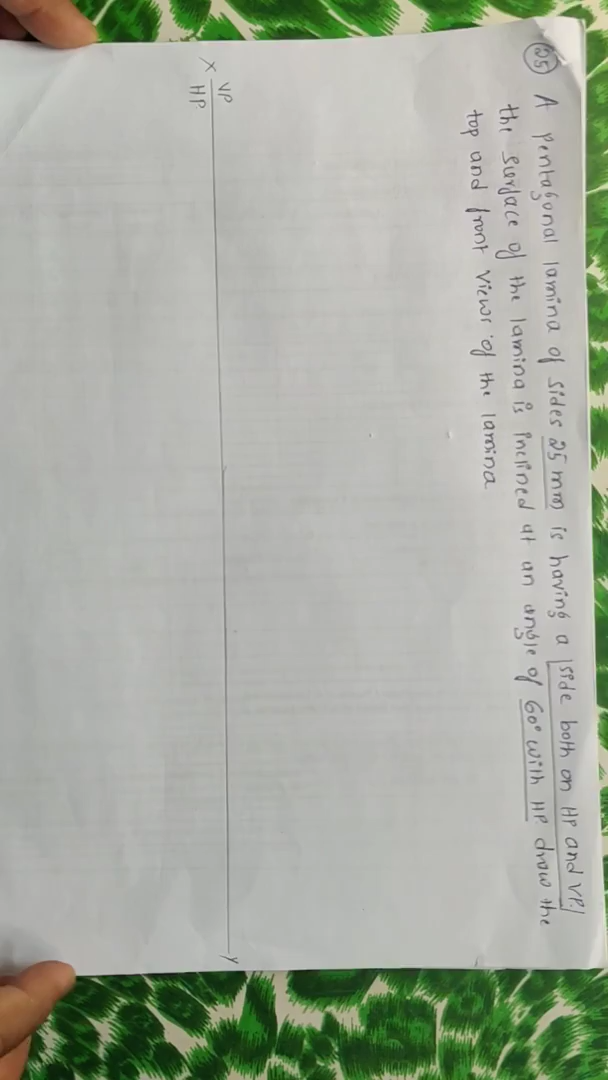 25 A pentagonal lamina of sides 25 mm is having a side both on HP and VP.
the surface of the lamina is inclined at an angle of 60° with HP draw the
top and front views of the lamina
VP
X
HP
Y